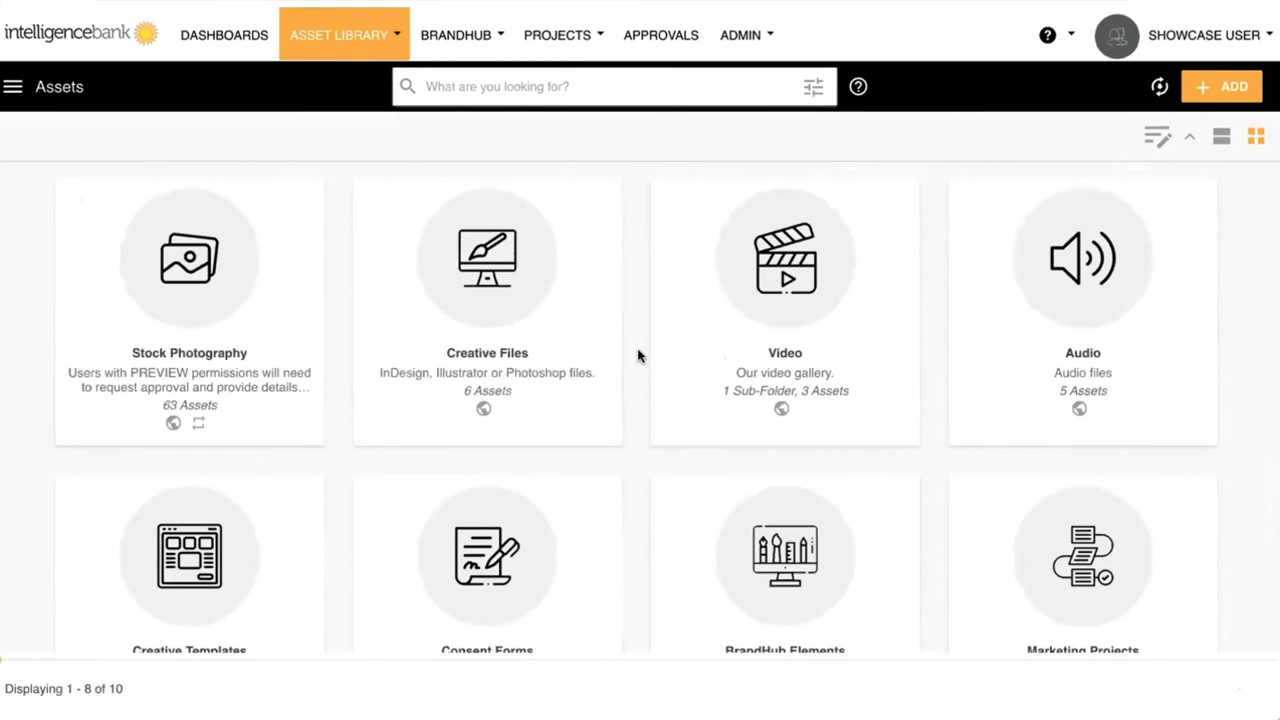 intelligencebank
DASHBOARDS
ASSET LIBRARY
BRANDHUB
PROJECTS
APPROVALS
ADMIN
?
SHOWCASE USER
Assets
What are you looking for?
?
+ ADD
Stock Photography
Users with PREVIEW permissions will need
to request approval and provide details...
63 Assets
Creative Files
InDesign, Illustrator or Photoshop files.
6 Assets
Video
Our video gallery.
1 Sub-Folder, 3 Assets
Audio
Audio files
5 Assets
Creative Templates
Consent Forms
BrandHub Elements
Marketing Projects
Displaying 1 - 8 of 10